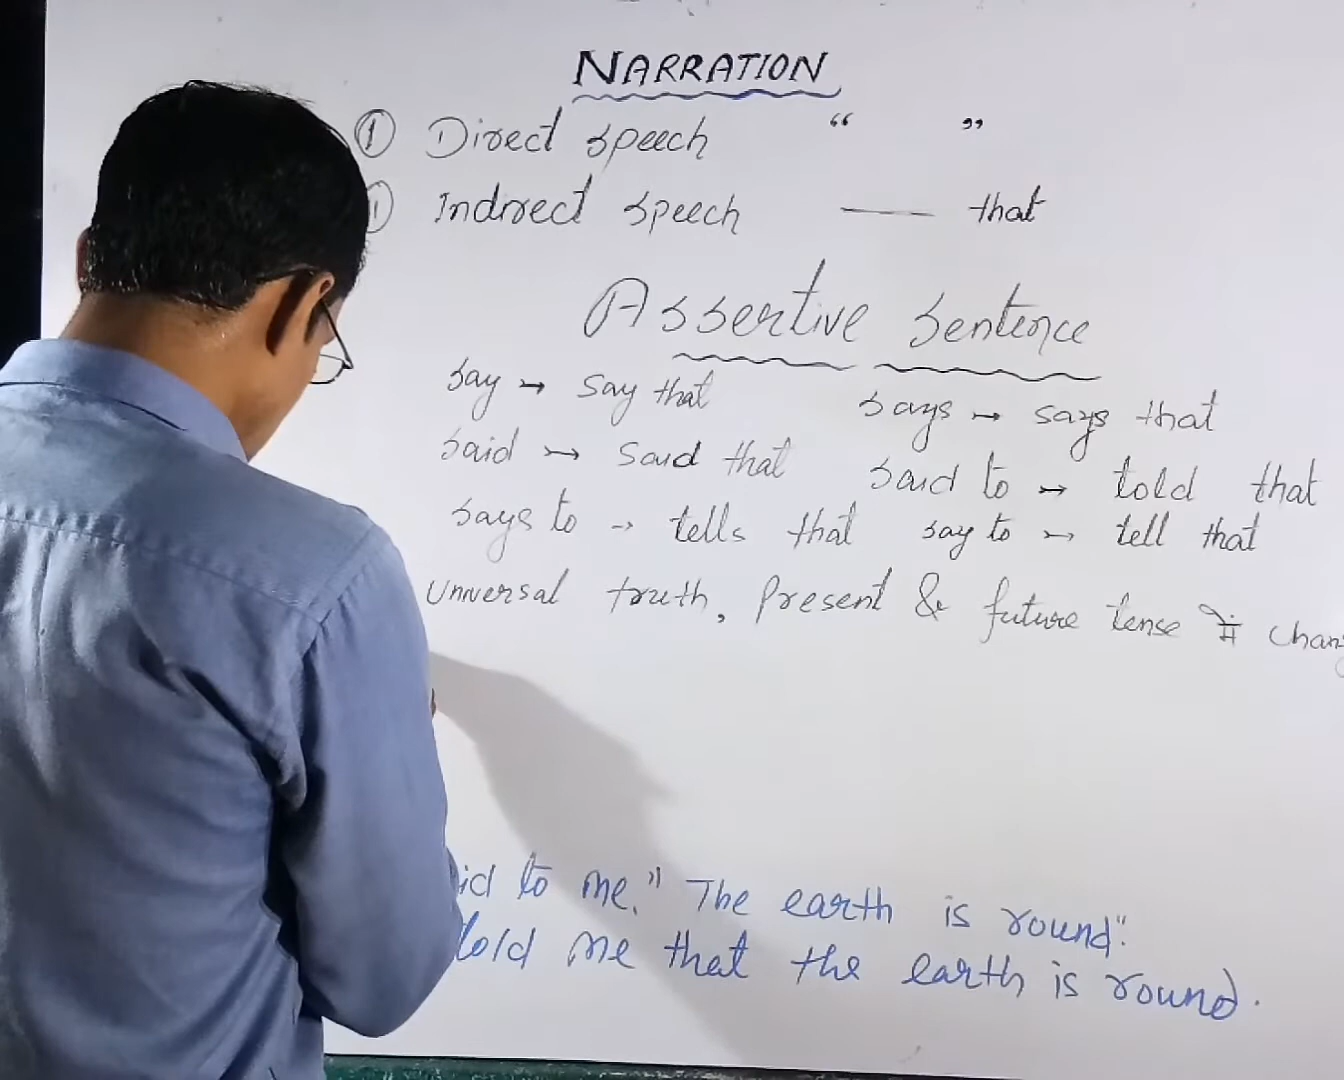 NARRATION
① Direct speech “ ”
Indirect speech — that
Assertive Sentence
say → say that says → says that
said → said that said to → told that
says to → tells that say to → tell that
Universal truth, Present & future tense में
to me," The earth is round".
told me that the earth is round.